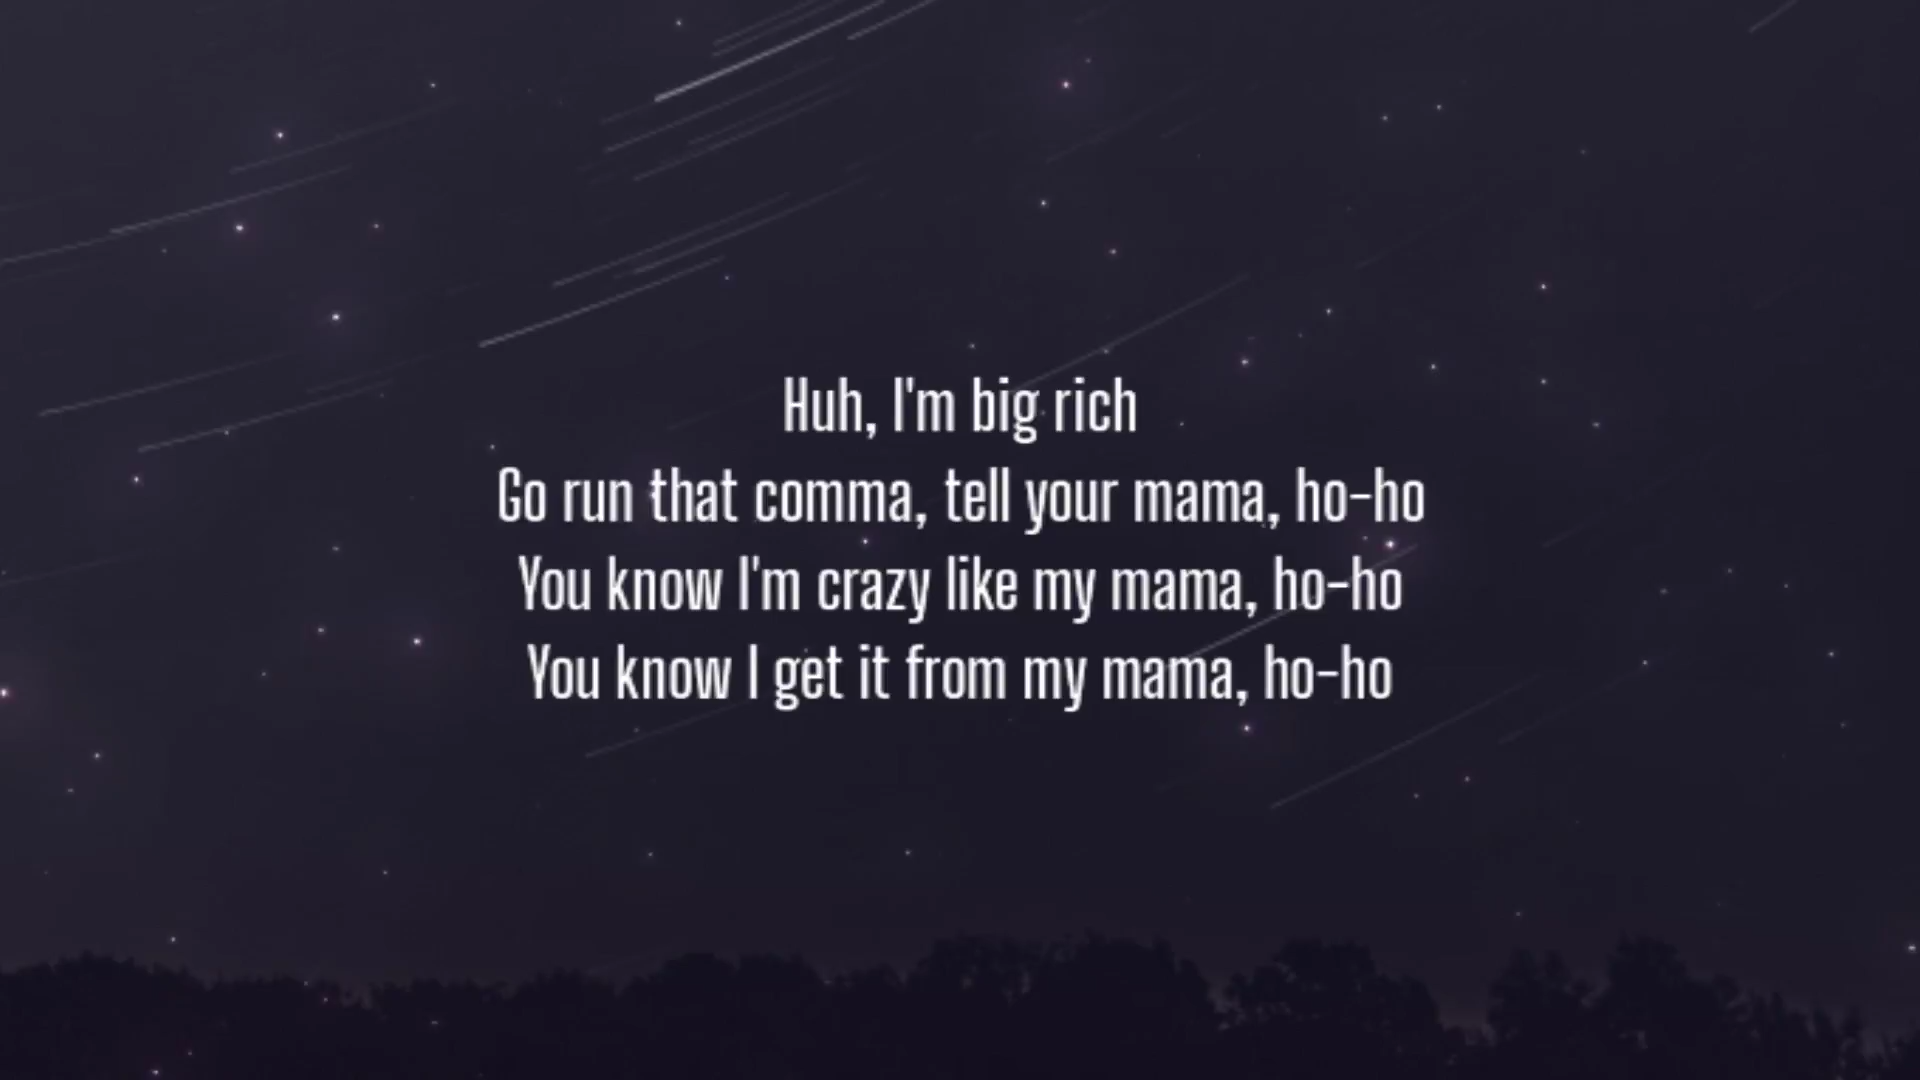 Huh, I'm big rich
Go run that comma, tell your mama, ho-ho
You know I'm crazy like my mama, ho-ho
You know I get it from my mama, ho-ho